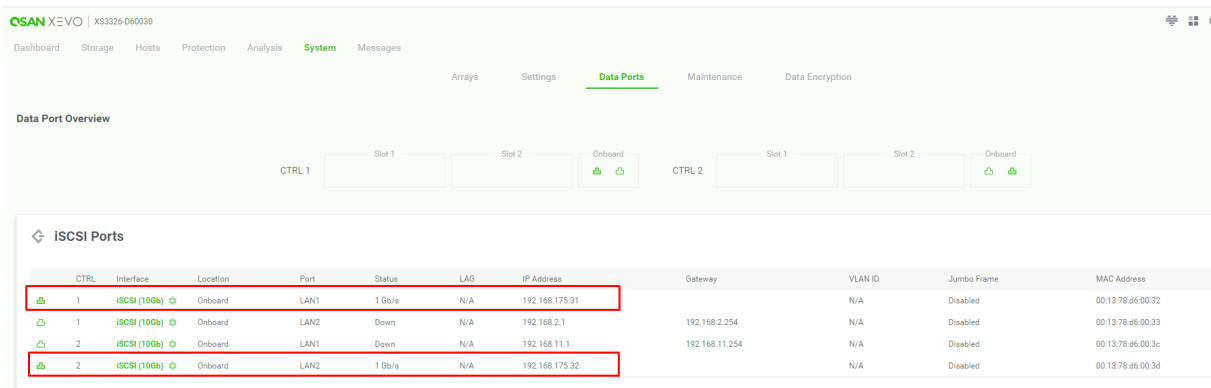 QSAN XEVO | XS3326-D60030
Dashboard Storage Hosts Protection Analysis System Messages
Arrays Settings Data Ports Maintenance Data Encryption
Data Port Overview
CTRL 1 Slot 1 Slot 2 Onboard CTRL 2 Slot 1 Slot 2 Onboard
iSCSI Ports
CTRL Interface Location Port Status LAG IP Address Gateway VLAN ID Jumbo Frame MAC Address
1 iSCSI (10Gb) Onboard LAN1 1 Gb/s N/A 192.168.175.31 N/A Disabled 00:13:78:d6:00:32
1 iSCSI (10Gb) Onboard LAN2 Down N/A 192.168.2.1 192.168.2.254 N/A Disabled 00:13:78:d6:00:33
2 iSCSI (10Gb) Onboard LAN1 Down N/A 192.168.11.1 192.168.11.254 N/A Disabled 00:13:78:d6:00:3c
2 iSCSI (10Gb) Onboard LAN2 1 Gb/s N/A 192.168.175.32 N/A Disabled 00:13:78:d6:00:3d